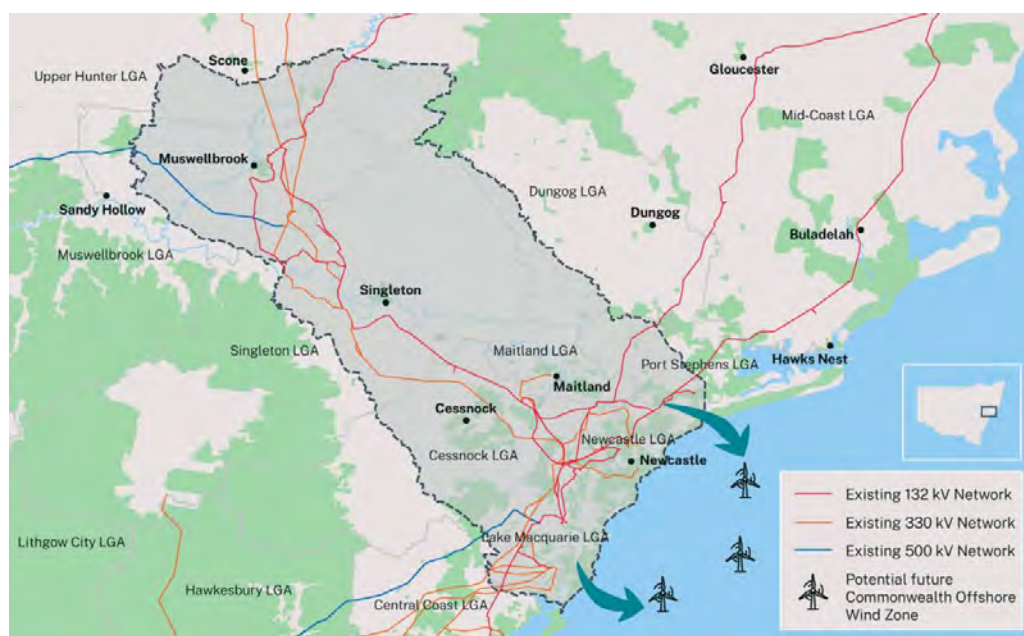 Scone
Upper Hunter LGA
Gloucester
Mid-Coast LGA
Muswellbrook
Dungog LGA
Sandy Hollow
Dungog
Buladelah
Muswellbrook LGA
Singleton
Singleton LGA
Maitland LGA
Hawks Nest
Port Stephens LGA
Maitland
Cessnock
Newcastle LGA
Cessnock LGA
Newcastle
Existing 132 kV Network
Existing 330 kV Network
Existing 500 kV Network
Potential future
Commonwealth Offshore
Wind Zone
Lake Macquarie LGA
Lithgow City LGA
Hawkesbury LGA
Central Coast LGA